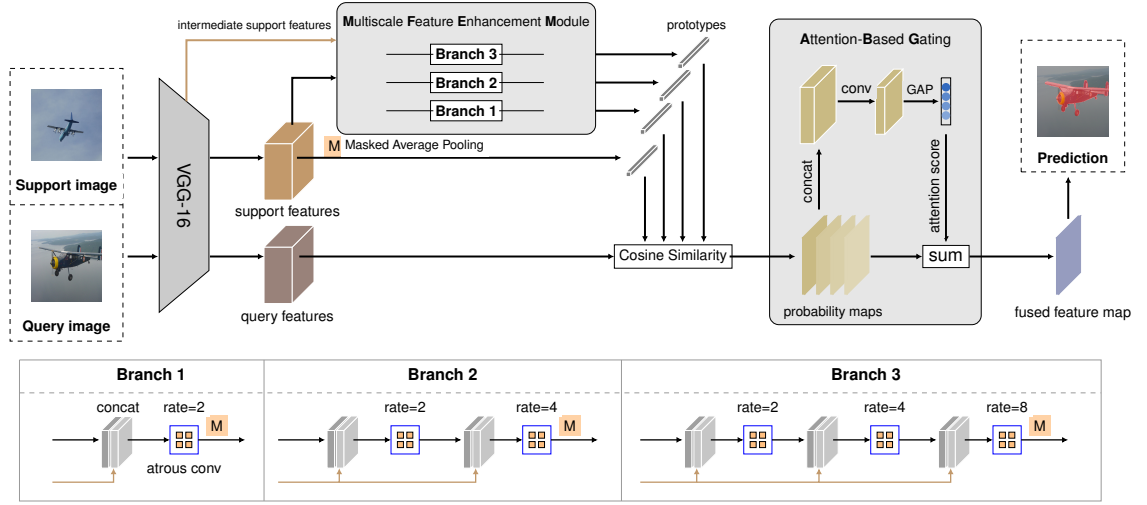 intermediate support features
Multiscale Feature Enhancement Module
Branch 3
Branch 2
Branch 1
prototypes
Attention-Based Gating
conv
GAP
Support image
VGG-16
M Masked Average Pooling
support features
concat
attention score
Prediction
Query image
query features
Cosine Similarity
sum
probability maps
fused feature map
Branch 1
concat
rate=2
M
atrous conv
Branch 2
rate=2
rate=4
M
Branch 3
rate=2
rate=4
rate=8
M